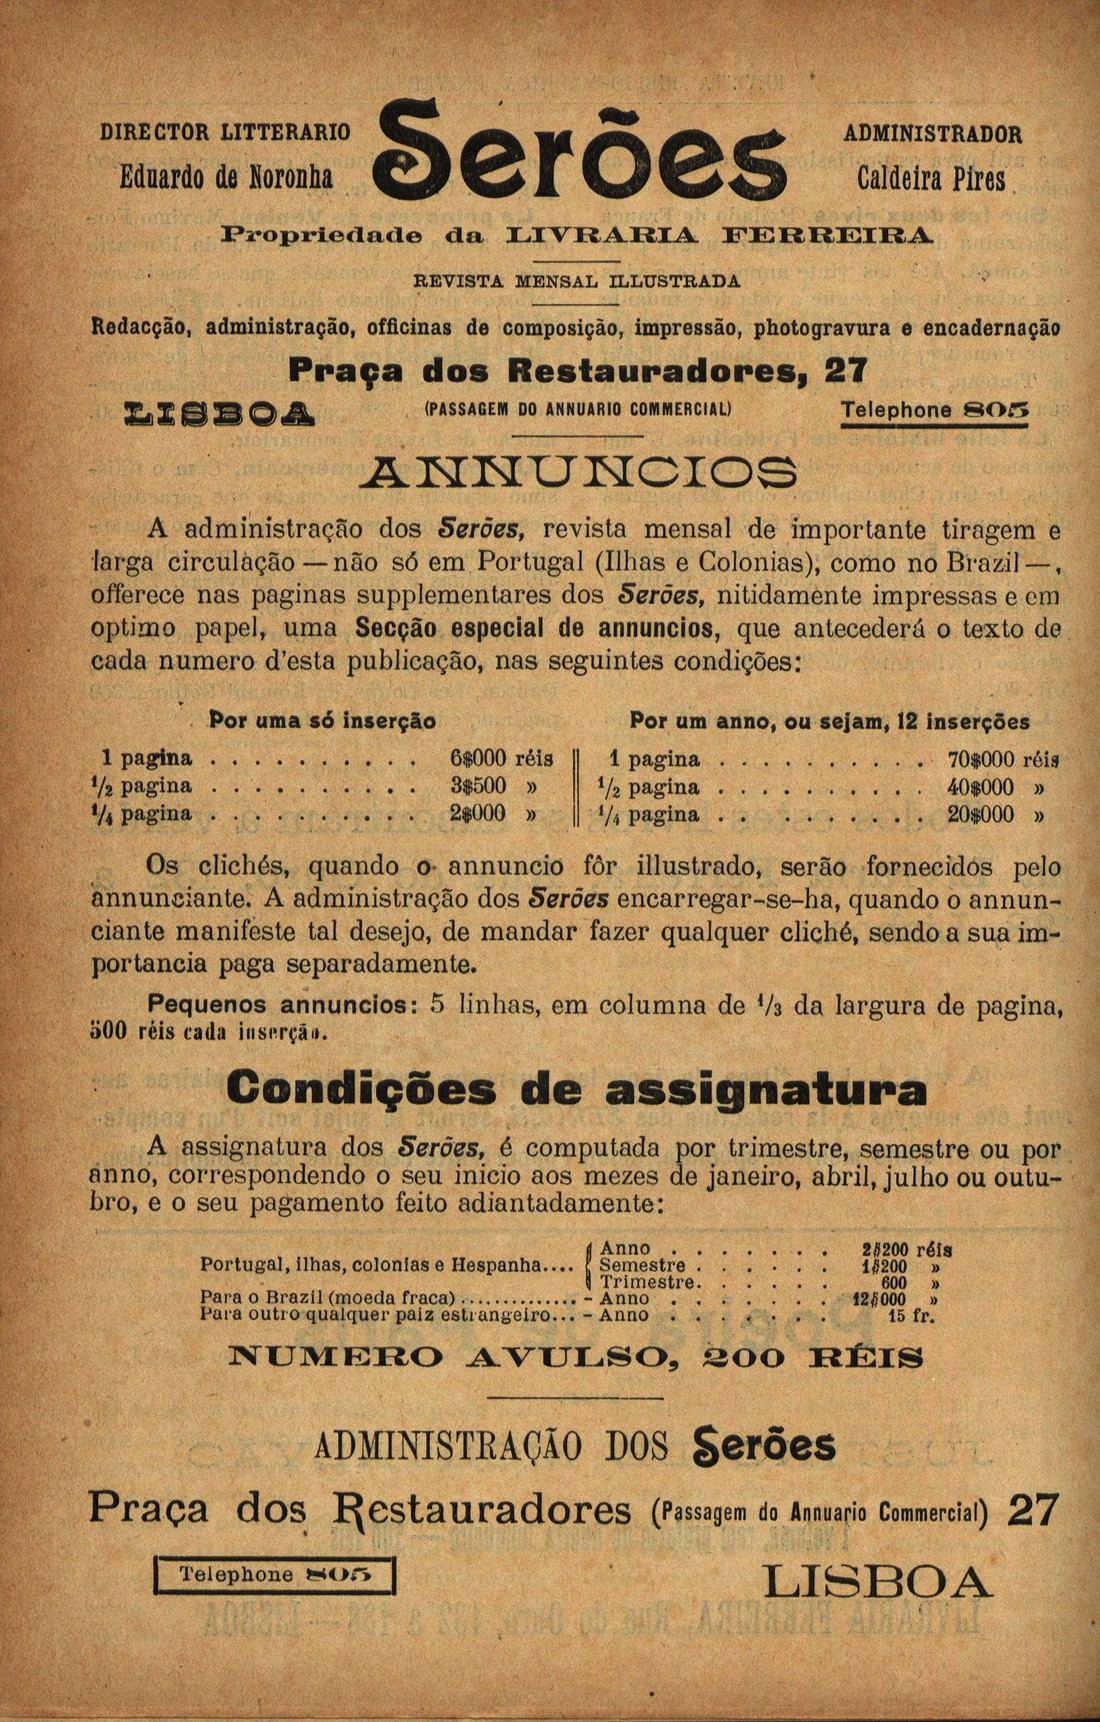 DIRECTOR LITTERARIO
Eduardo de Noronha
Serões
ADMINISTRADOR
Caldeira Pires
Propriedade da LIVRARIA FERREIRA
REVISTA MENSAL ILLUSTRADA
Redacção, administração, officinas de composição, impressão, photogravura e encadernação
Praça dos Restauradores, 27
LISBOA (PASSAGEM DO ANNUARIO COMMERCIAL) Telephone 805
ANNUNCIOS
A administração dos Serões, revista mensal de importante tiragem e
larga circulação — não só em Portugal (Ilhas e Colonias), como no Brazil —,
offerece nas paginas supplementares dos Serões, nitidamente impressas e em
optimo papel, uma Secção especial de annuncios, que antecederá o texto de
cada numero d'esta publicação, nas seguintes condições:
Por uma só inserção
1 pagina . . . . . . . . . . 6$000 réis
1/2 pagina . . . . . . . . . . 3$500 »
1/4 pagina . . . . . . . . . . 2$000 »
Por um anno, ou sejam, 12 inserções
1 pagina . . . . . . . . . . 70$000 réis
1/2 pagina . . . . . . . . . . 40$000 »
1/4 pagina . . . . . . . . . 20$000 »
Os clichés, quando o annuncio fôr illustrado, serão fornecidos pelo
annunciante. A administração dos Serões encarregar-se-ha, quando o annun-
ciante manifeste tal desejo, de mandar fazer qualquer cliché, sendo a sua im-
portancia paga separadamente.
Pequenos annuncios: 5 linhas, em columna de 1/3 da largura de pagina,
500 réis cada inserção.
Condições de assignatura
A assignatura dos Serões, é computada por trimestre, semestre ou por
anno, correspondendo o seu inicio aos mezes de janeiro, abril, julho ou outu-
bro, e o seu pagamento feito adiantadamente:
Anno . . . . . . . 2$200 réis
Portugal, ilhas, colonias e Hespanha.... Semestre . . . . . . 1$200 »
Trimestre. . . . . . 600 »
Para o Brazil (moeda fraca) .............. - Anno . . . . . . . 12$000 »
Para outro qualquer paiz estrangeiro... - Anno . . . . . . . 15 fr.
NUMERO AVULSO, 200 RÉIS
ADMINISTRAÇÃO DOS Serões
Praça dos Restauradores (Passagem do Annuario Commercial) 27
Telephone 805
LISBOA